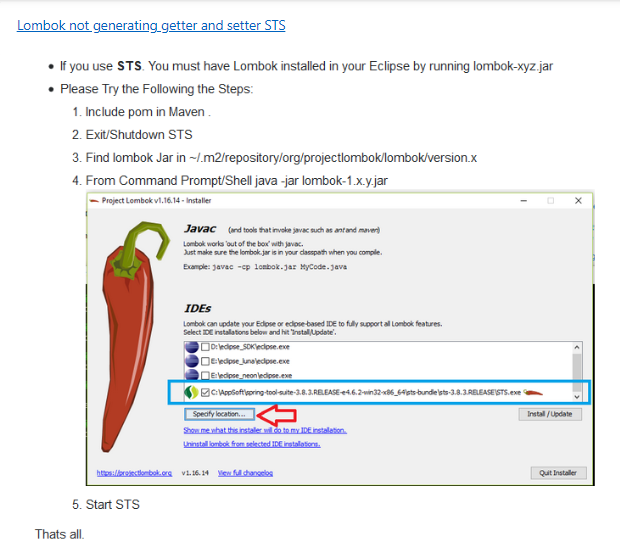 Lombok not generating getter and setter STS
• If you use STS. You must have Lombok installed in your Eclipse by running lombok-xyz.jar
• Please Try the Following the Steps:
1. Include pom in Maven .
2. Exit/Shutdown STS
3. Find lombok Jar in ~/.m2/repository/org/projectlombok/lombok/version.x
4. From Command Prompt/Shell java -jar lombok-1.x.y.jar
Project Lombok v1.16.14 - Installer
Javac (and tools that invoke javac such as ant and maven)
Lombok works 'out of the box' with javac.
Just make sure the lombok.jar is in your classpath when you compile.
Example: javac -cp lombok.jar MyCode.java
IDEs
Lombok can update your Eclipse or eclipse-based IDE to fully support all Lombok features.
Select IDE installations below and hit 'Install/Update'.
D:\eclipse_SDK\eclipse.exe
E:\eclipse_luna\eclipse.exe
E:\eclipse_neon\eclipse.exe
C:\AppSoft\spring-tool-suite-3.8.3.RELEASE-e4.6.2-win32-x86_64\sts-bundle\sts-3.8.3.RELEASE\STS.exe
Specify location... Install / Update
Show me what this installer will do to my IDE installation.
Uninstall lombok from selected IDE installations.
https://projectlombok.org v1.16.14 View full changelog Quit Installer
5. Start STS
Thats all.